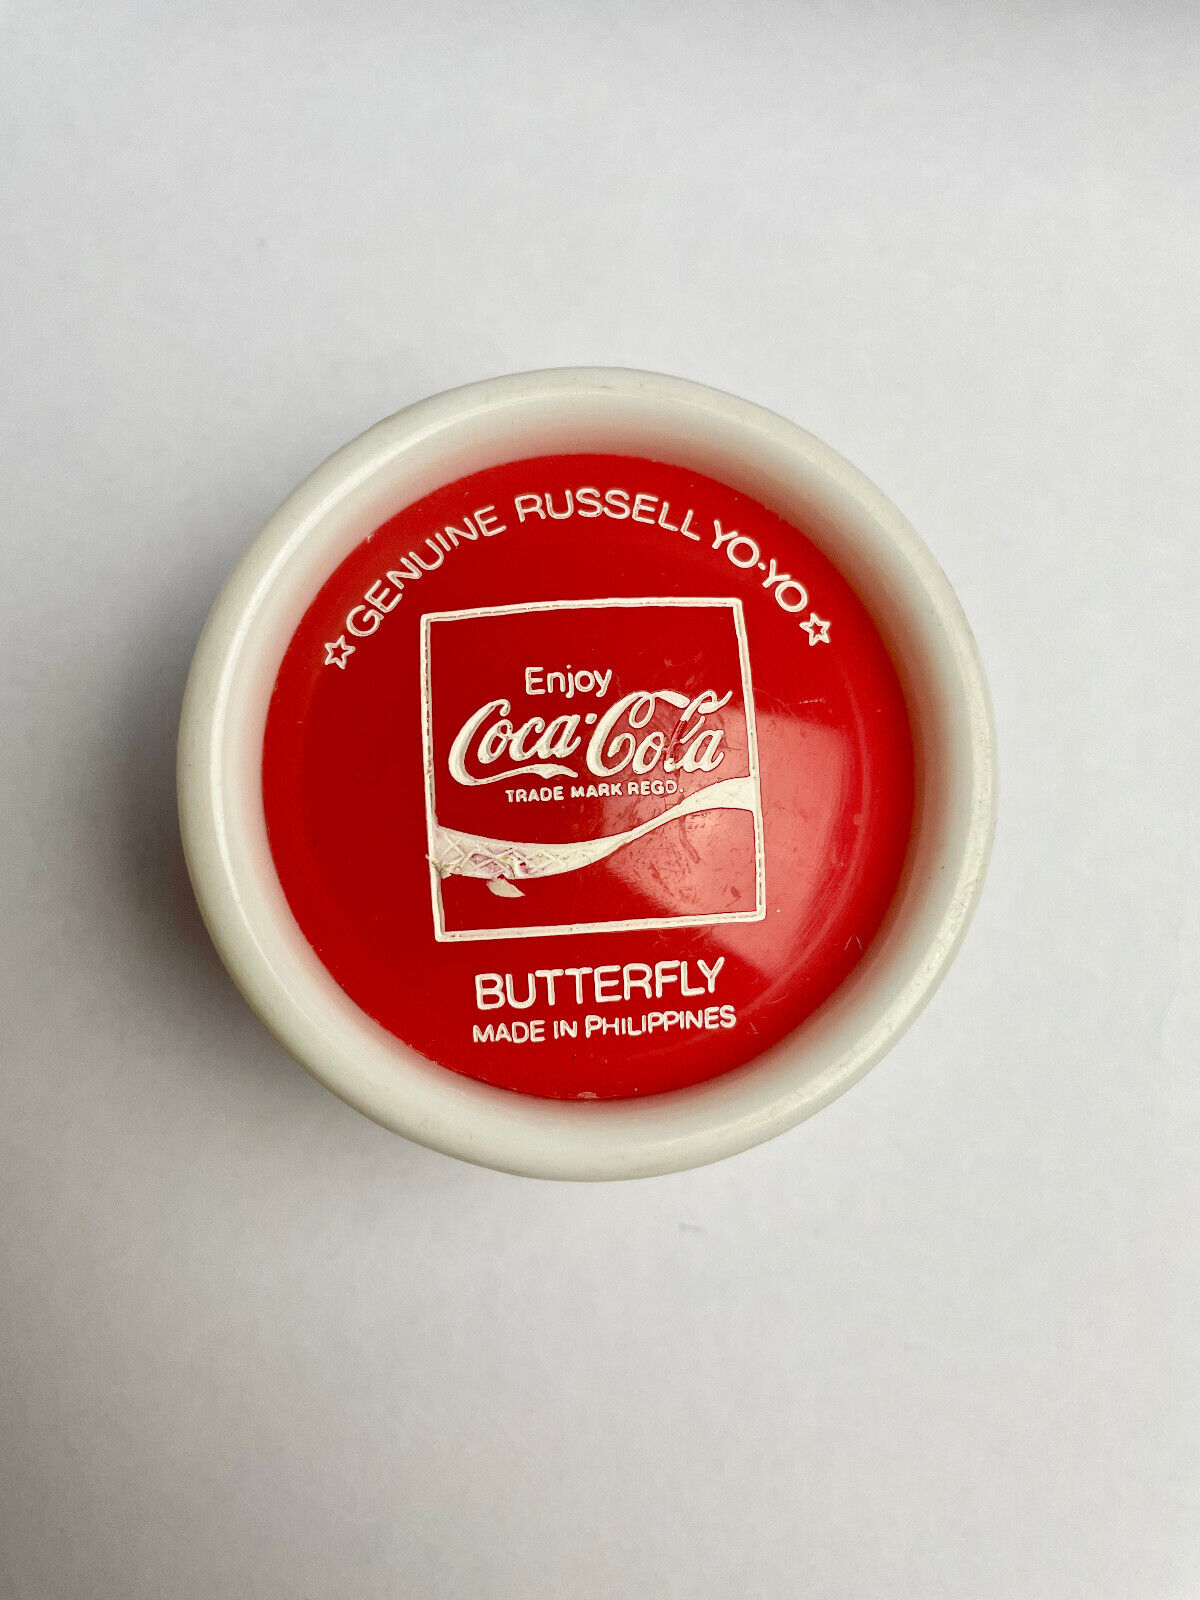 ☆GENUINE RUSSELL YO-YO☆
Enjoy
Coca-Cola
TRADE MARK REGD.
BUTTERFLY
MADE IN PHILIPPINES